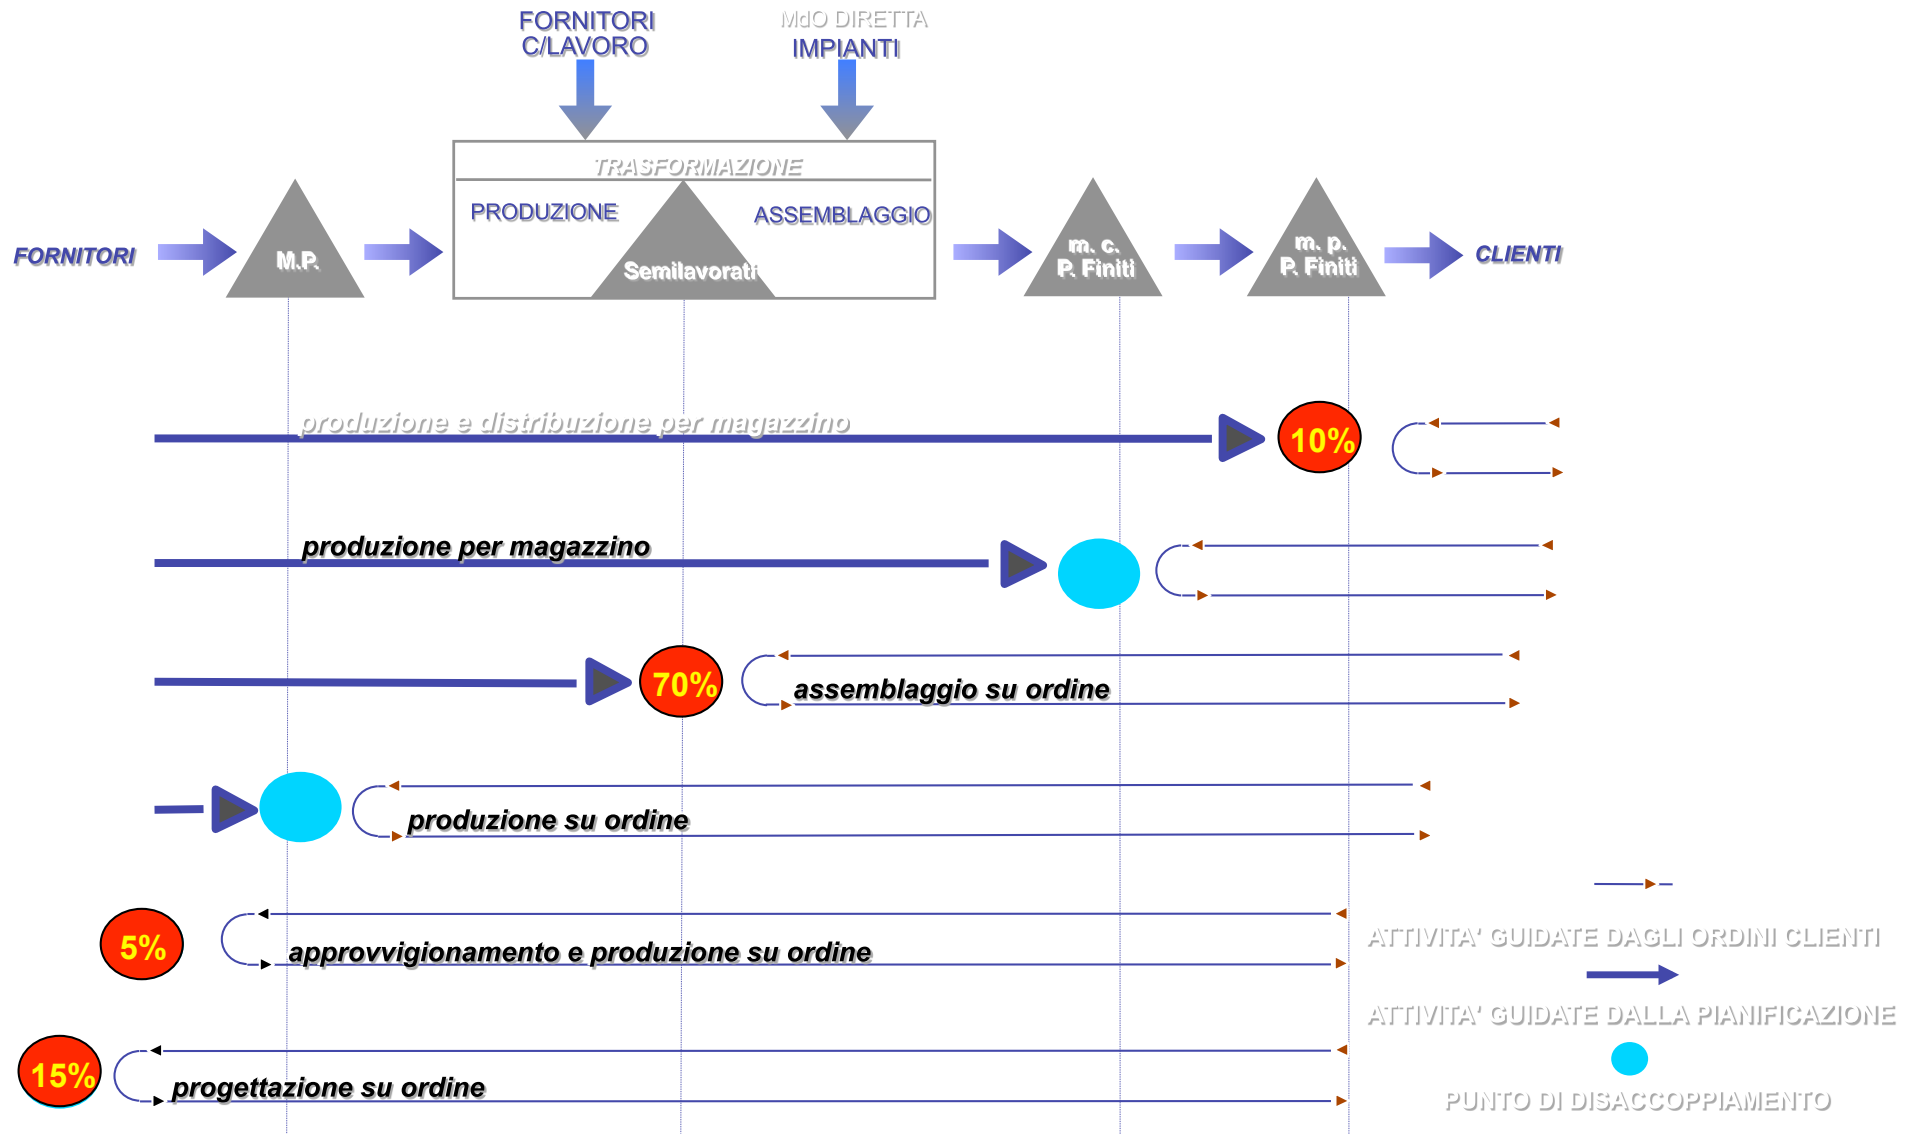 FORNITORI
C/LAVORO
MdO DIRETTA
IMPIANTI
TRASFORMAZIONE
PRODUZIONE
ASSEMBLAGGIO
FORNITORI
M.P.
Semilavorati
m. c.
P. Finiti
m. p.
P. Finiti
CLIENTI
produzione e distribuzione per magazzino
10%
produzione per magazzino
70%
assemblaggio su ordine
produzione su ordine
5%
approvvigionamento e produzione su ordine
ATTIVITA' GUIDATE DAGLI ORDINI CLIENTI
ATTIVITA' GUIDATE DALLA PIANIFICAZIONE
15%
progettazione su ordine
PUNTO DI DISACCOPPIAMENTO